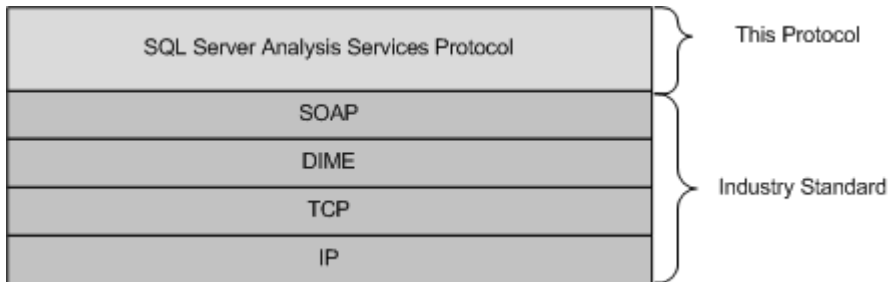 SQL Server Analysis Services Protocol
This Protocol
SOAP
DIME
TCP
IP
Industry Standard